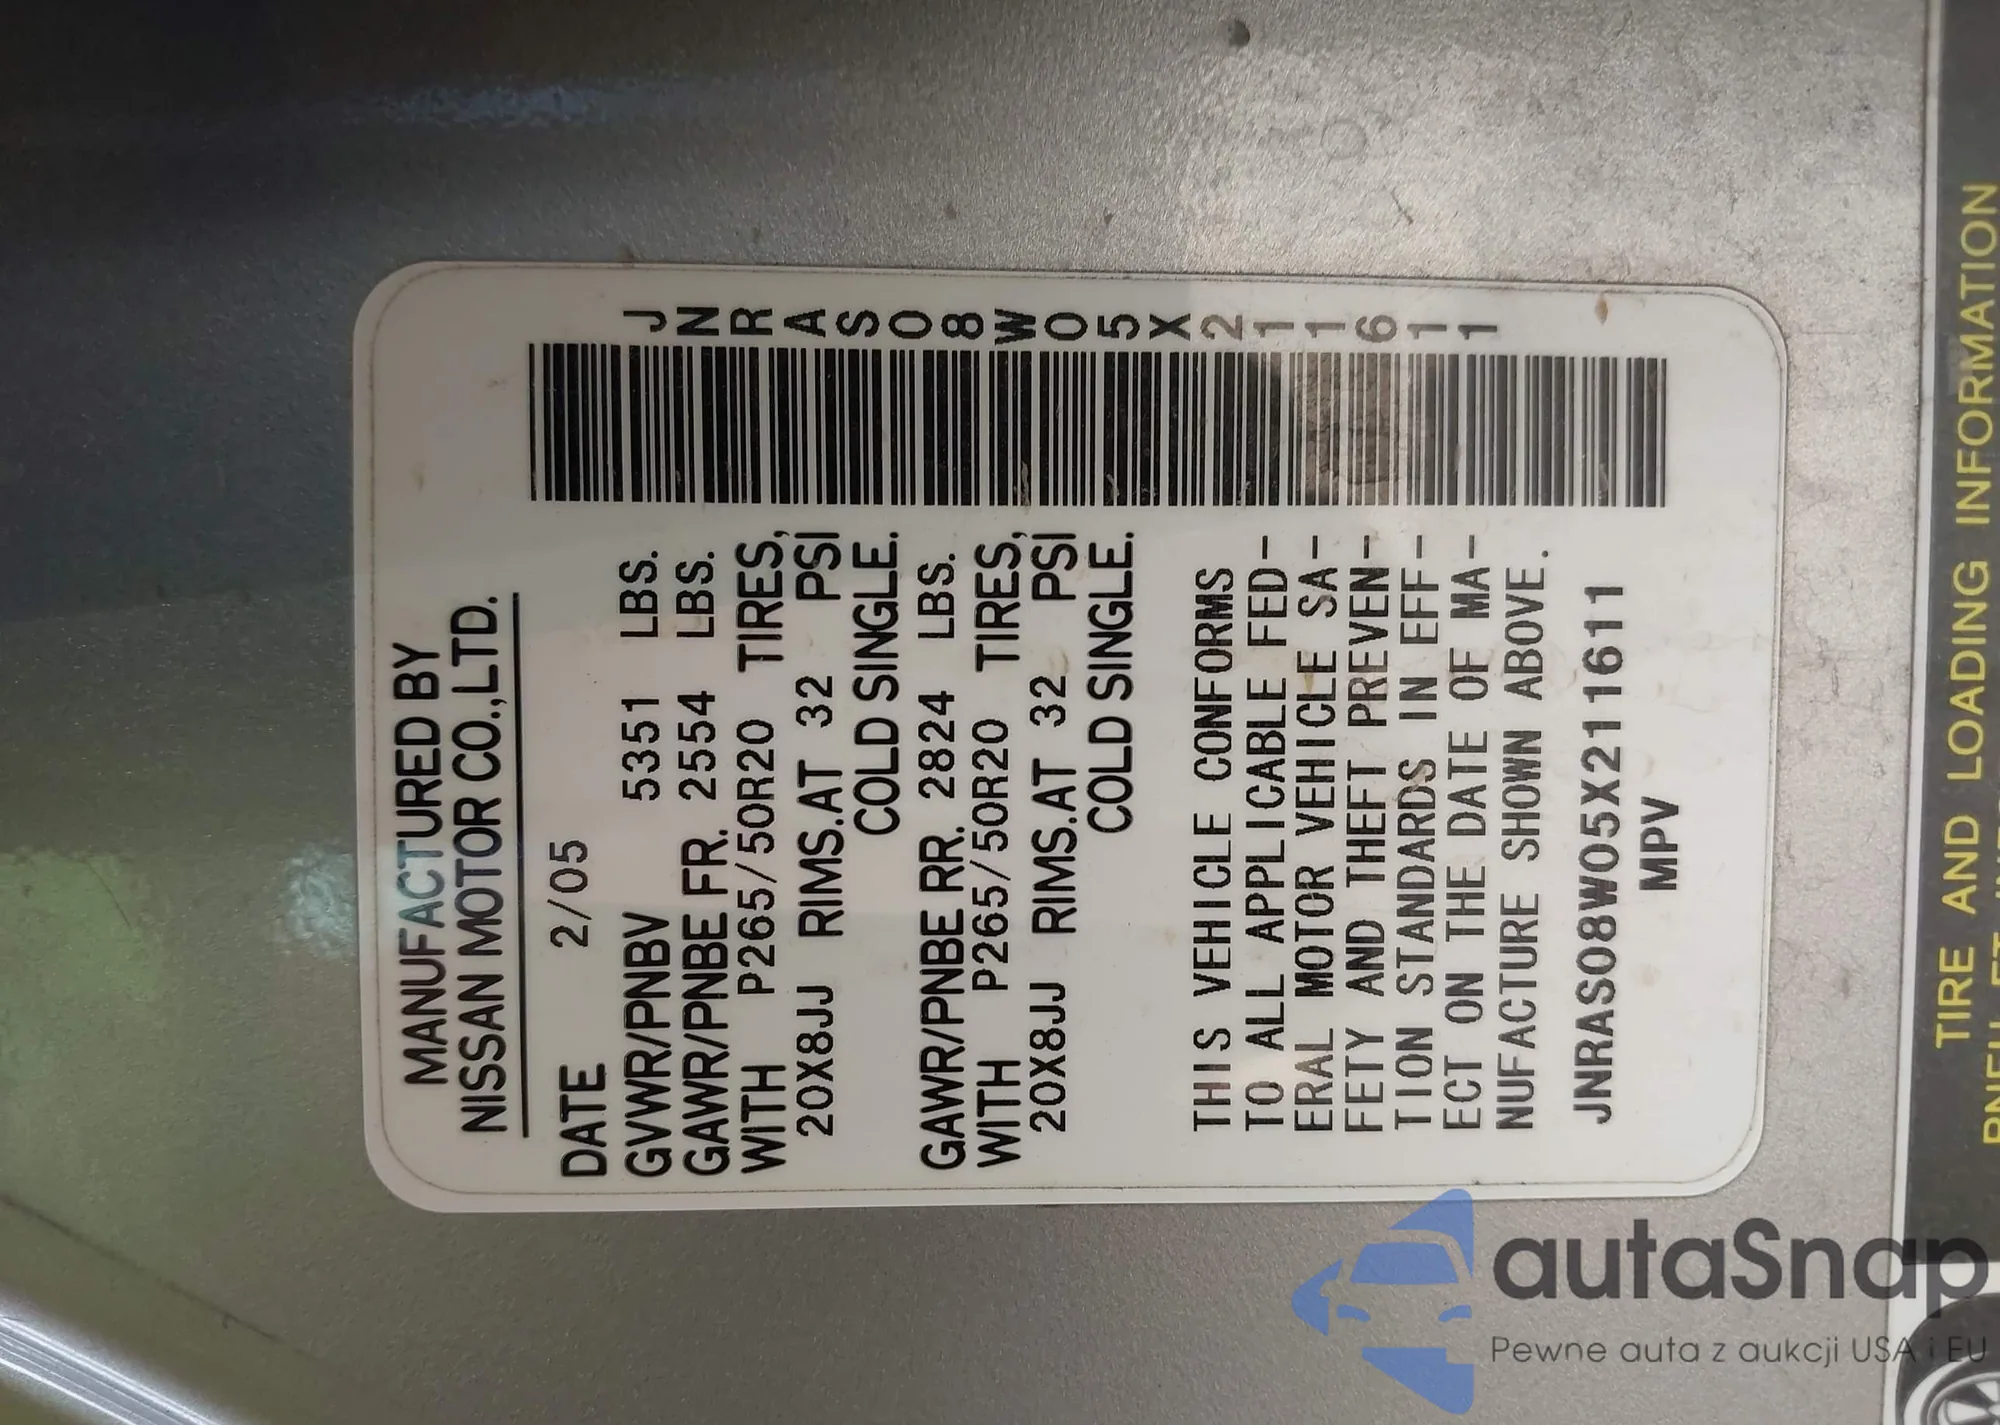 MANUFACTURED BY
NISSAN MOTOR CO.,LTD.
DATE 2/05
GVWR/PNBV 5351 LBS.
GAWR/PNBE FR. 2554 LBS.
WITH P265/50R20 TIRES,
20X8JJ RIMS.AT 32 PSI
COLD SINGLE.
GAWR/PNBE RR. 2824 LBS.
WITH P265/50R20 TIRES,
20X8JJ RIMS.AT 32 PSI
COLD SINGLE.
THIS VEHICLE CONFORMS
TO ALL APPLICABLE FED-
ERAL MOTOR VEHICLE SA-
FETY AND THEFT PREVEN-
TION STANDARDS IN EFF-
ECT ON THE DATE OF MA-
NUFACTURE SHOWN ABOVE.
JNRAS08W05X211611
MPV
JNRAS08W05X211611
TIRE AND LOADING INFORMATION
autaSnap
Pewne auta z aukcji USA i EU